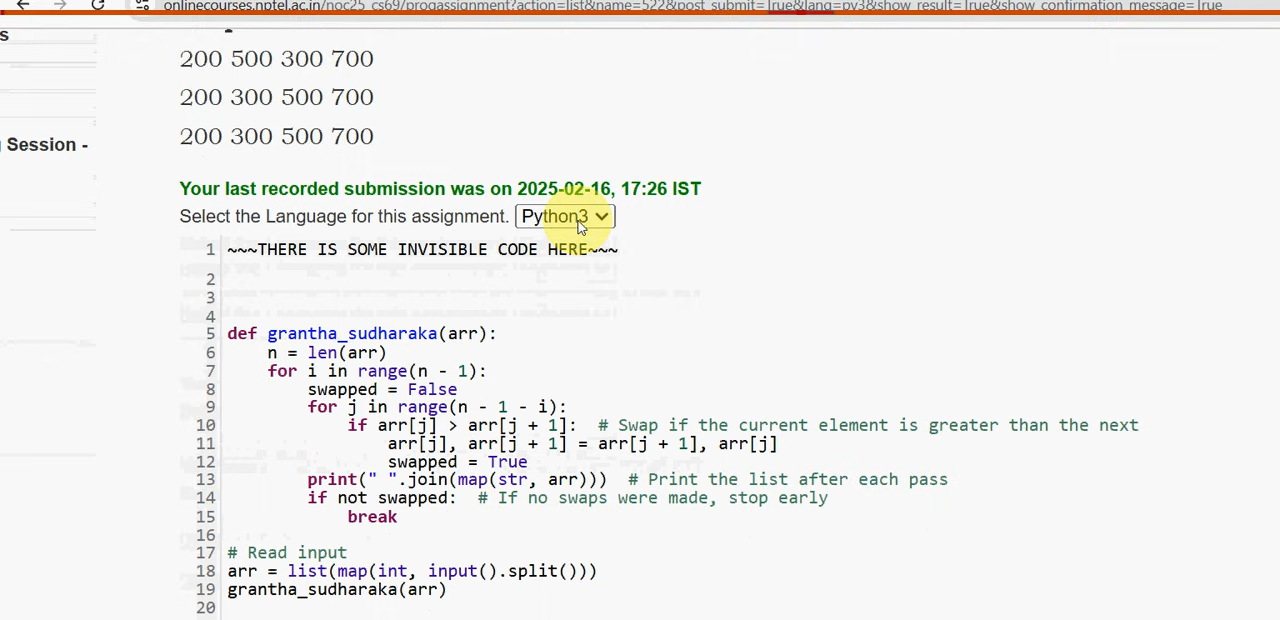 onlinecourses.nptel.ac.in/noc25_cs69/progassignment?action=list&name=522&post_submit=True&lang=py3&show_result=True&show_confirmation_message=True
s
200 500 300 700
200 300 500 700
200 300 500 700
Session -
Your last recorded submission was on 2025-02-16, 17:26 IST
Select the Language for this assignment. Python3
1 ~~~THERE IS SOME INVISIBLE CODE HERE~~~
2
3
4
5 def grantha_sudharaka(arr):
6     n = len(arr)
7     for i in range(n - 1):
8         swapped = False
9         for j in range(n - 1 - i):
10             if arr[j] > arr[j + 1]:  # Swap if the current element is greater than the next
11                 arr[j], arr[j + 1] = arr[j + 1], arr[j]
12                 swapped = True
13         print(" ".join(map(str, arr)))  # Print the list after each pass
14         if not swapped:  # If no swaps were made, stop early
15             break
16
17 # Read input
18 arr = list(map(int, input().split()))
19 grantha_sudharaka(arr)
20